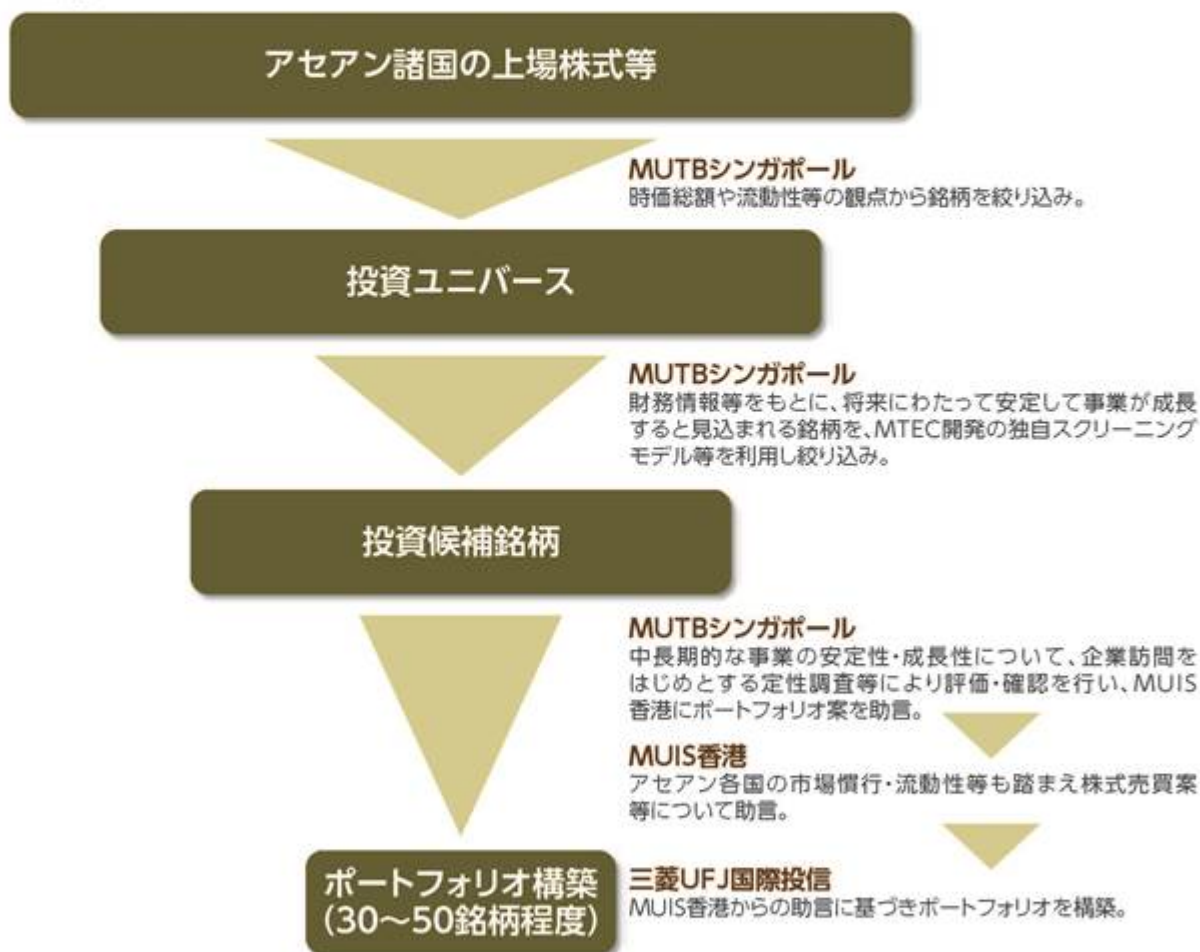 アセアン諸国の上場株式等
MUTBシンガポール
時価総額や流動性等の観点から銘柄を絞り込み。
投資ユニバース
MUTBシンガポール
財務情報等をもとに、将来にわたって安定して事業が成長
すると見込まれる銘柄を、MTEC開発の独自スクリーニング
モデル等を利用し絞り込み。
投資候補銘柄
MUTBシンガポール
中長期的な事業の安定性・成長性について、企業訪問を
はじめとする定性調査等により評価・確認を行い、MUIS
香港にポートフォリオ案を助言。
MUIS香港
アセアン各国の市場慣行・流動性等も踏まえ株式売買案
等について助言。
ポートフォリオ構築
(30〜50銘柄程度)
三菱UFJ国際投信
MUIS香港からの助言に基づきポートフォリオを構築。